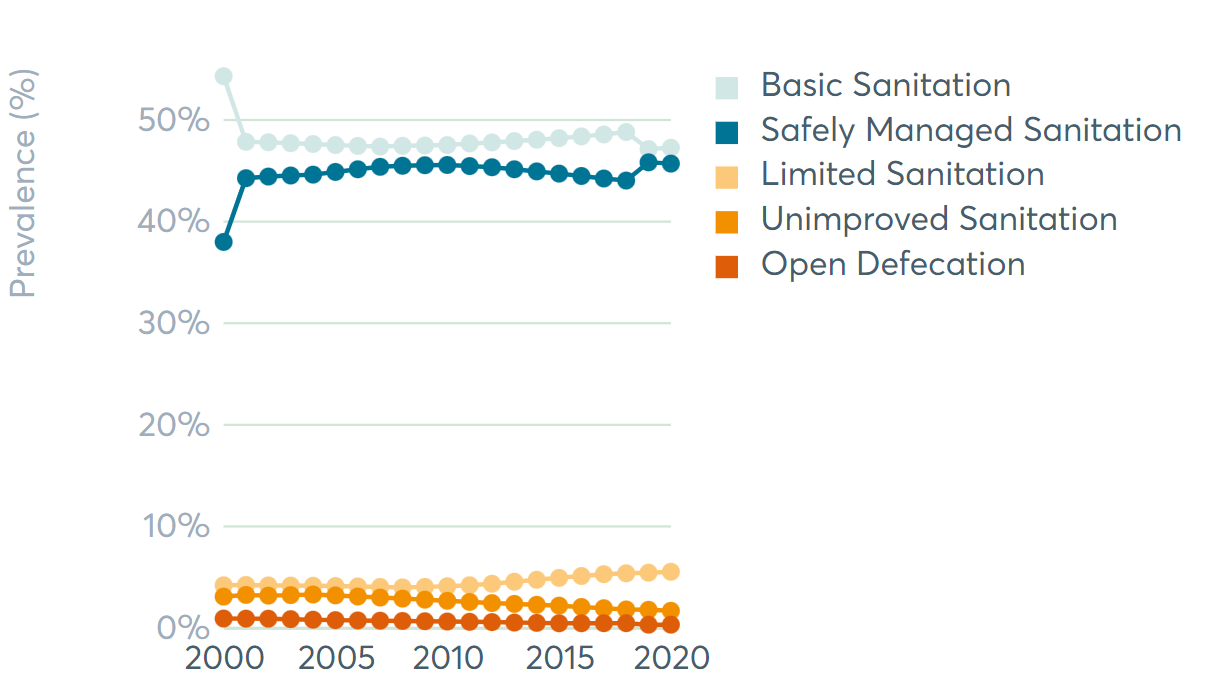 Prevalence (%)
50%
40%
30%
20%
10%
0%
2000 2005 2010 2015 2020
Basic Sanitation
Safely Managed Sanitation
Limited Sanitation
Unimproved Sanitation
Open Defecation